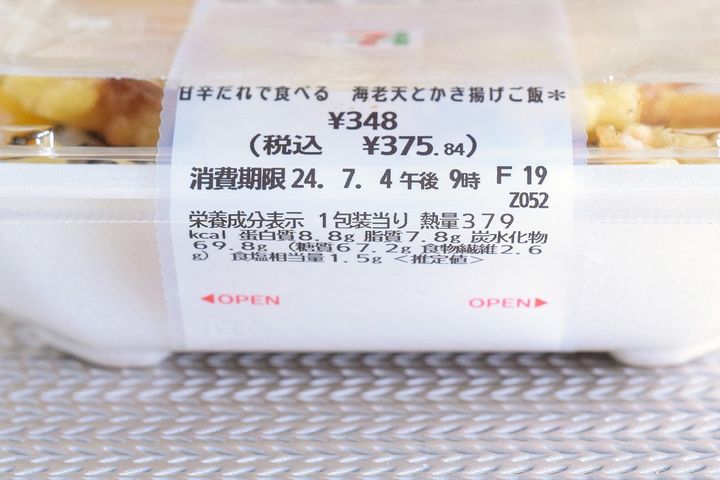 甘辛だれで食べる 海老天とかき揚げご飯*
¥348
(税込 ¥375.84)
消費期限24. 7. 4午後 9時 F 19
Z052
栄養成分表示 1包装当り 熱量379
kcal 蛋白質8.8g 脂質7.8g 炭水化物
69.8g (糖質67.2g 食物繊維2.6
g) 食塩相当量1.5g <推定値>
◀OPEN OPEN▶